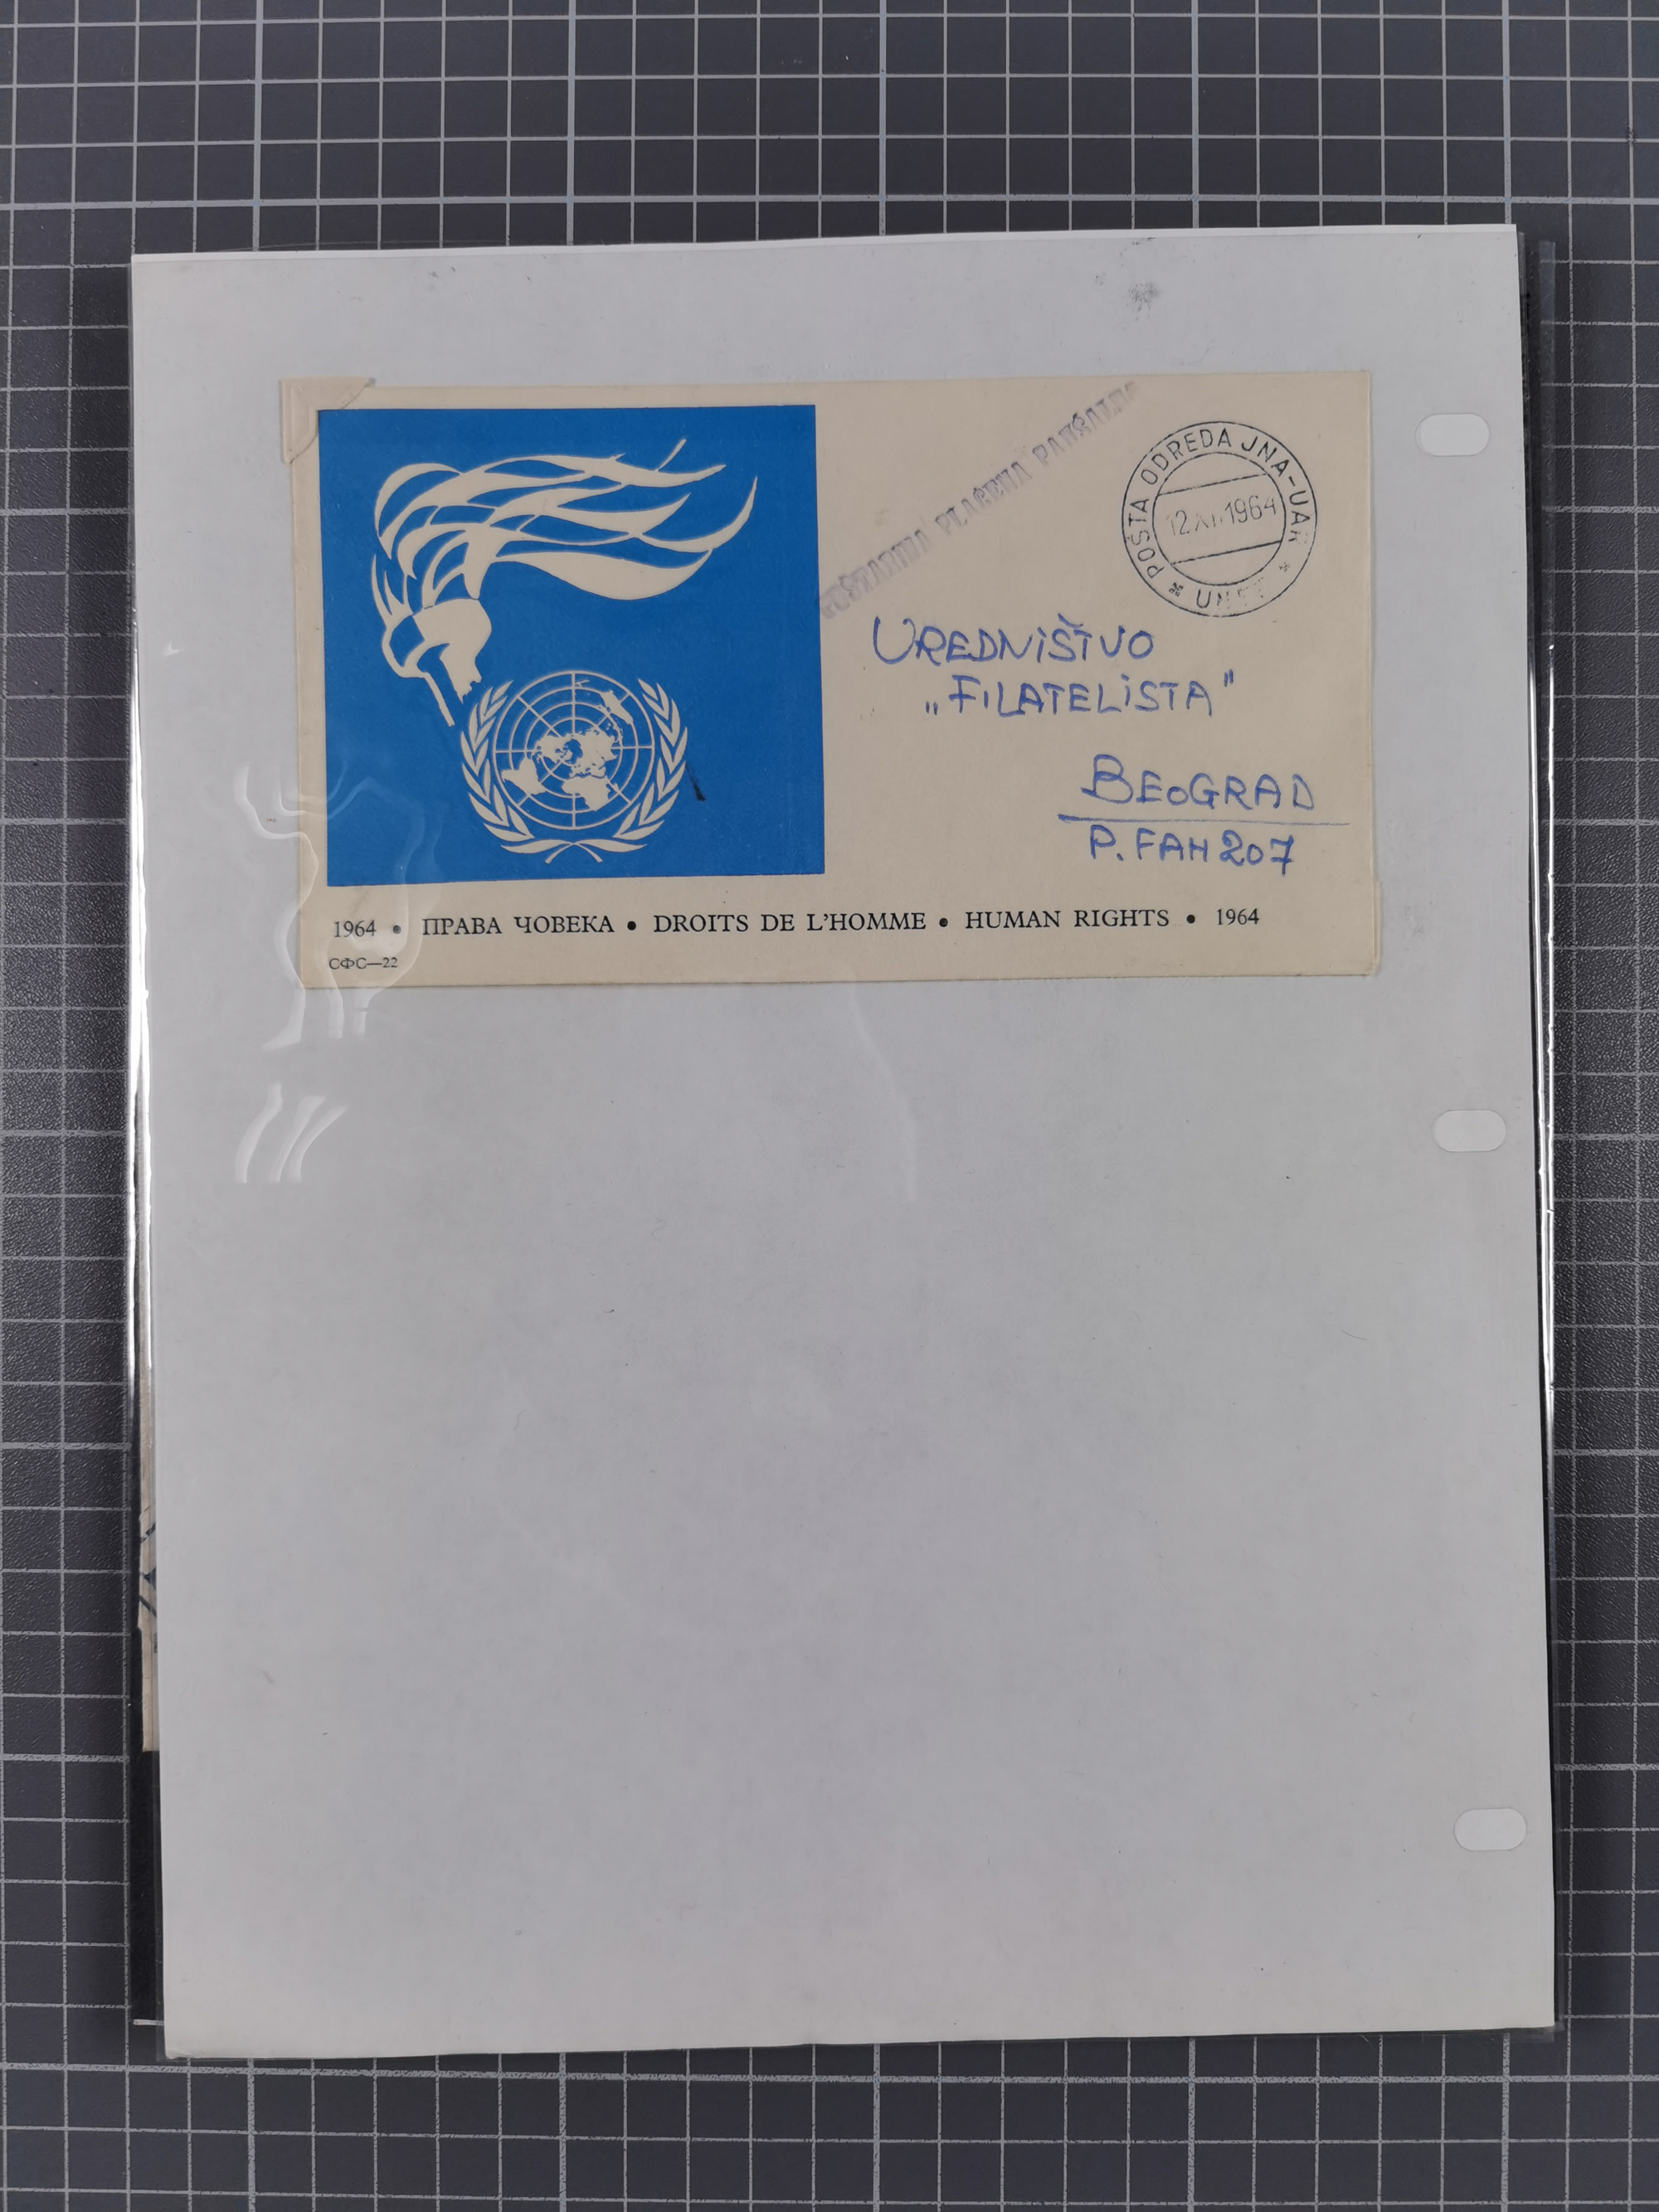 POŠTARINA PLAĆENA PAUŠALNO
POŠTA ODREDA JNA-UAR
12.XI.1964
* UNEF *
UREDNIŠTVO
„FILATELISTA"
BEOGRAD
P. FAH 207
1964 • ПРАВА ЧОВЕКА • DROITS DE L'HOMME • HUMAN RIGHTS • 1964
СФС—22